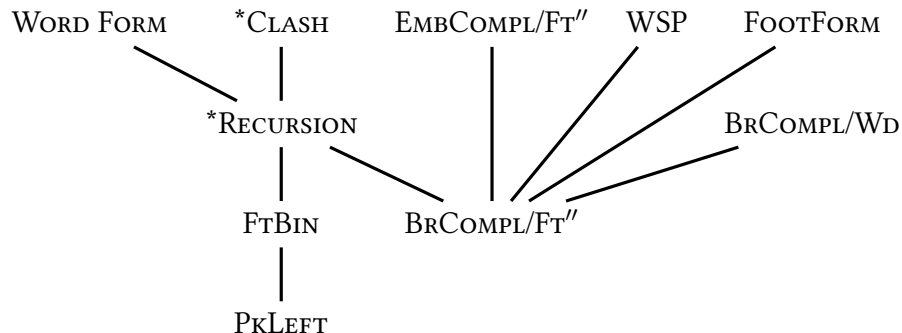 Word Form *Clash EmbCompl/Ft″ WSP FootForm
*Recursion BrCompl/Wd
FtBin BrCompl/Ft″
PkLeft